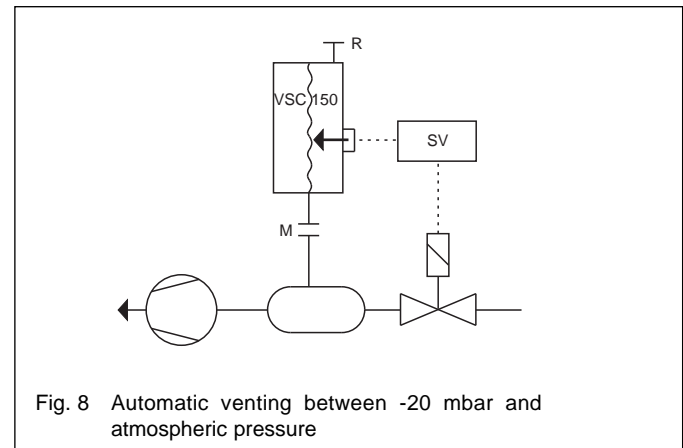 R
VSC 150
SV
M
Fig. 8 Automatic venting between -20 mbar and
atmospheric pressure